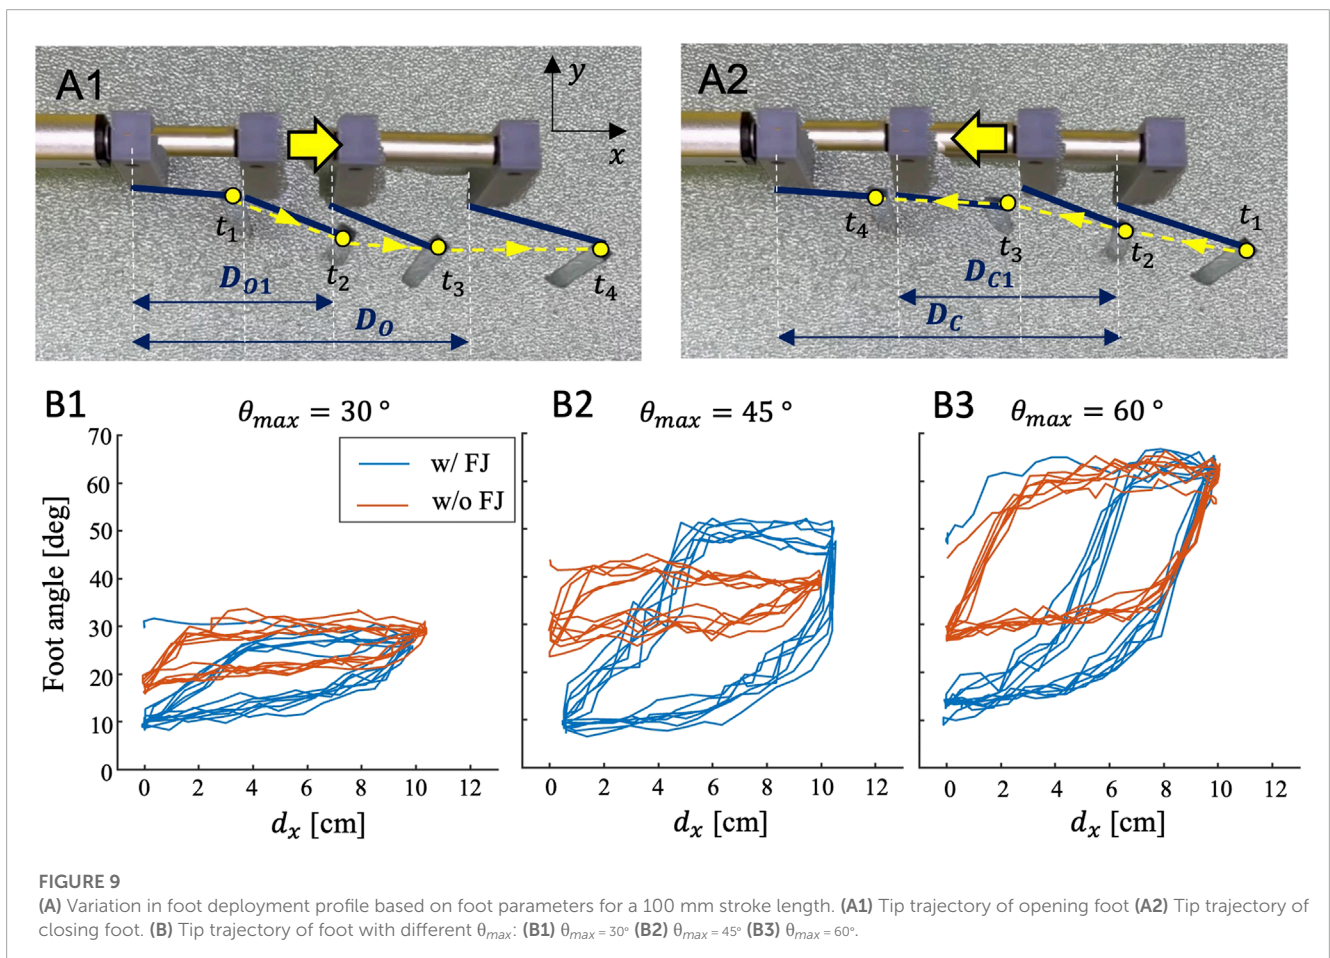 A1
y
x
t1
t2
t3
t4
DO1
DO
A2
t1
t2
t3
t4
DC1
DC
B1
θmax = 30 °
B2
θmax = 45 °
B3
θmax = 60 °
w/ FJ
w/o FJ
Foot angle [deg]
70
60
50
40
30
20
10
0
0 2 4 6 8 10 12
0 2 4 6 8 10 12
0 2 4 6 8 10 12
dx [cm]
dx [cm]
dx [cm]
FIGURE 9
(A) Variation in foot deployment profile based on foot parameters for a 100 mm stroke length. (A1) Tip trajectory of opening foot (A2) Tip trajectory of
closing foot. (B) Tip trajectory of foot with different θmax: (B1) θmax = 30° (B2) θmax = 45° (B3) θmax = 60°.